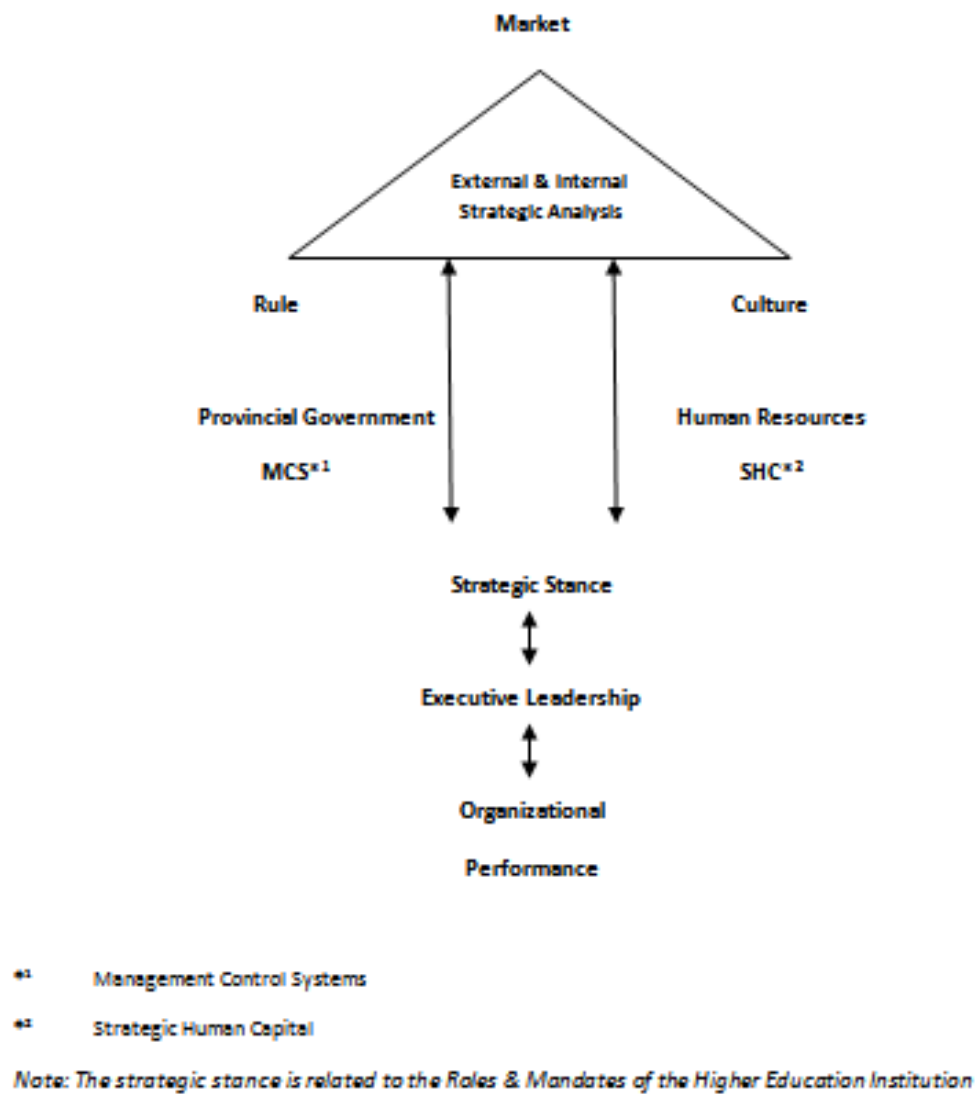 Market
External & Internal
Strategic Analysis
Rule
Culture
Provincial Government
Human Resources
MCS*¹
SHC*²
Strategic Stance
Executive Leadership
Organizational
Performance
*¹ Management Control Systems
*² Strategic Human Capital
Note: The strategic stance is related to the Roles & Mandates of the Higher Education Institution